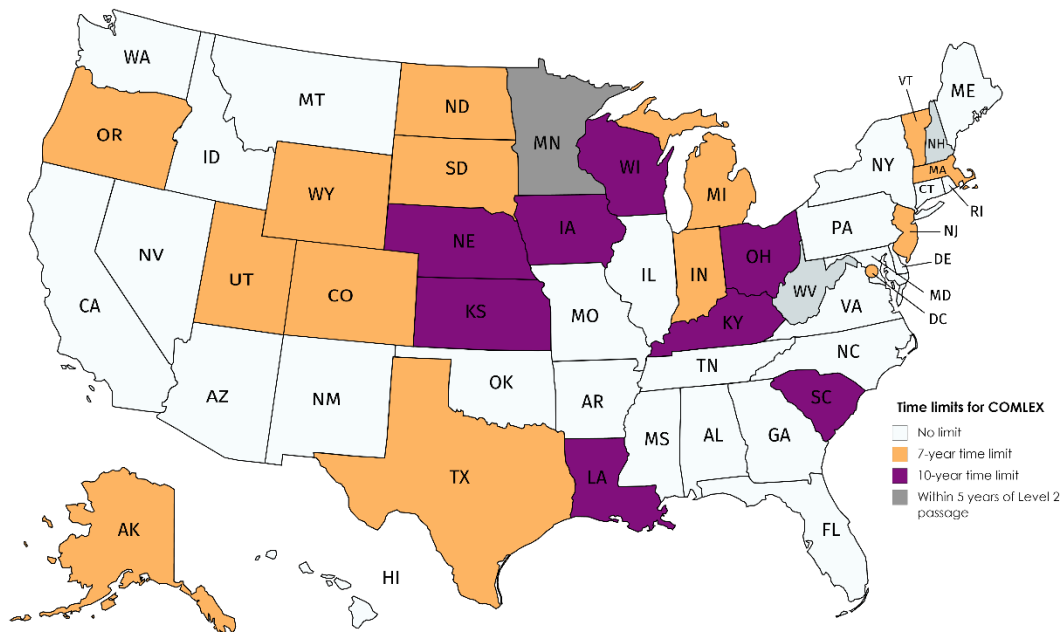 WA
MT
ND
MN
VT
ME
OR
ID
SD
WI
NH
NY
MA
WY
MI
CT
RI
NE
IA
PA
NJ
NV
IL
IN
OH
DE
UT
CO
WV
MD
CA
KS
MO
KY
VA
DC
TN
NC
AZ
NM
OK
AR
SC
MS
AL
GA
TX
LA
AK
FL
HI
Time limits for COMLEX
No limit
7-year time limit
10-year time limit
Within 5 years of Level 2
passage